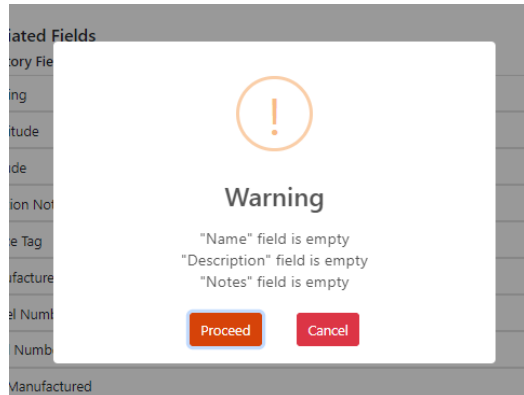 iated Fields
tory Fie
ing
itude
ude
ion Not
e Tag
ufacture
el Numb
Numb
Manufactured
!
Warning
"Name" field is empty
"Description" field is empty
"Notes" field is empty
Proceed
Cancel